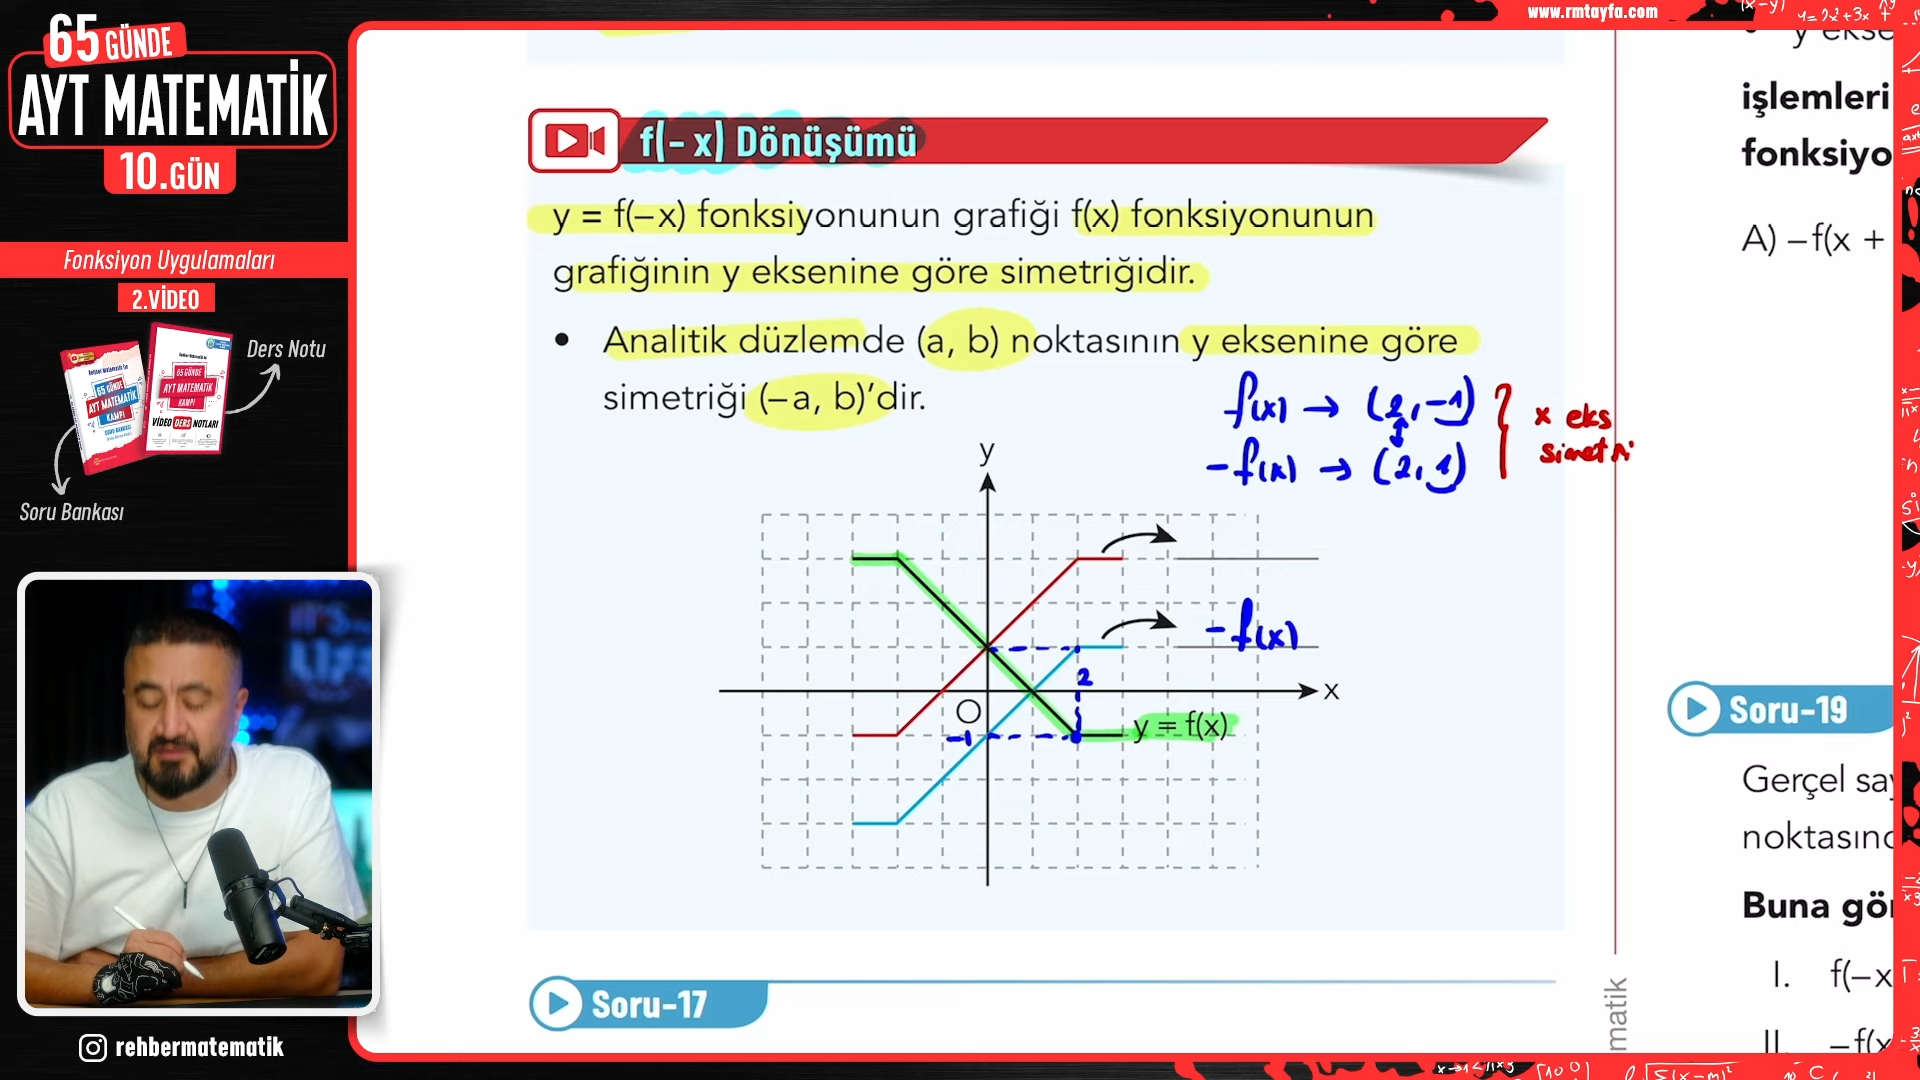 65 GÜNDE
AYT MATEMATİK
10.GÜN
Fonksiyon Uygulamaları
2.VİDEO
Ders Notu
Soru Bankası
rehbermatematik
www.rmtayfa.com
f(–x) Dönüşümü
y = f(–x) fonksiyonunun grafiği f(x) fonksiyonunun
grafiğinin y eksenine göre simetriğidir.
• Analitik düzlemde (a, b) noktasının y eksenine göre
simetriği (–a, b)'dir.
f(x) → (2, -1)
-f(x) → (2, 1)
x eks
simetri
y
-f(x)
2
x
O
-1
y = f(x)
Soru-17
matik
işlemleri
fonksiyo
A) –f(x +
Soru-19
Gerçel say
noktasınd
Buna gör
I. f(–x
II. –f(x